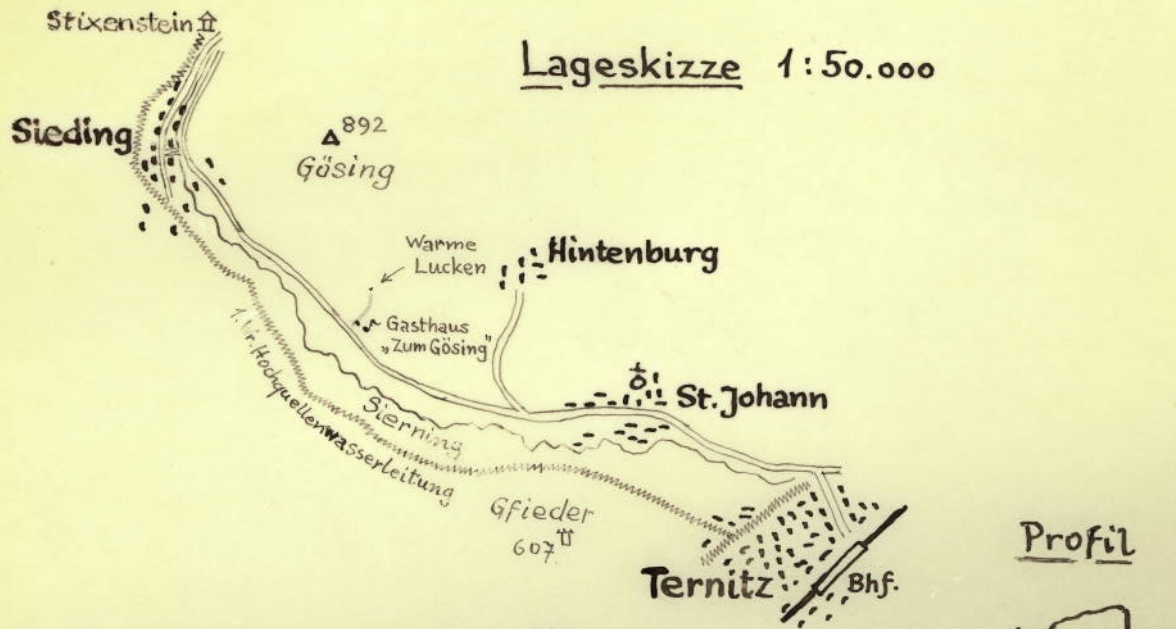 Stixenstein
Lageskizze 1:50.000
Sieding
892
Gösing
Warme
Lucken
Hintenburg
Gasthaus
„Zum Gösing"
St. Johann
Sierning
1. Wr. Hochquellenwasserleitung
Gfieder
607
Profil
Ternitz
Bhf.